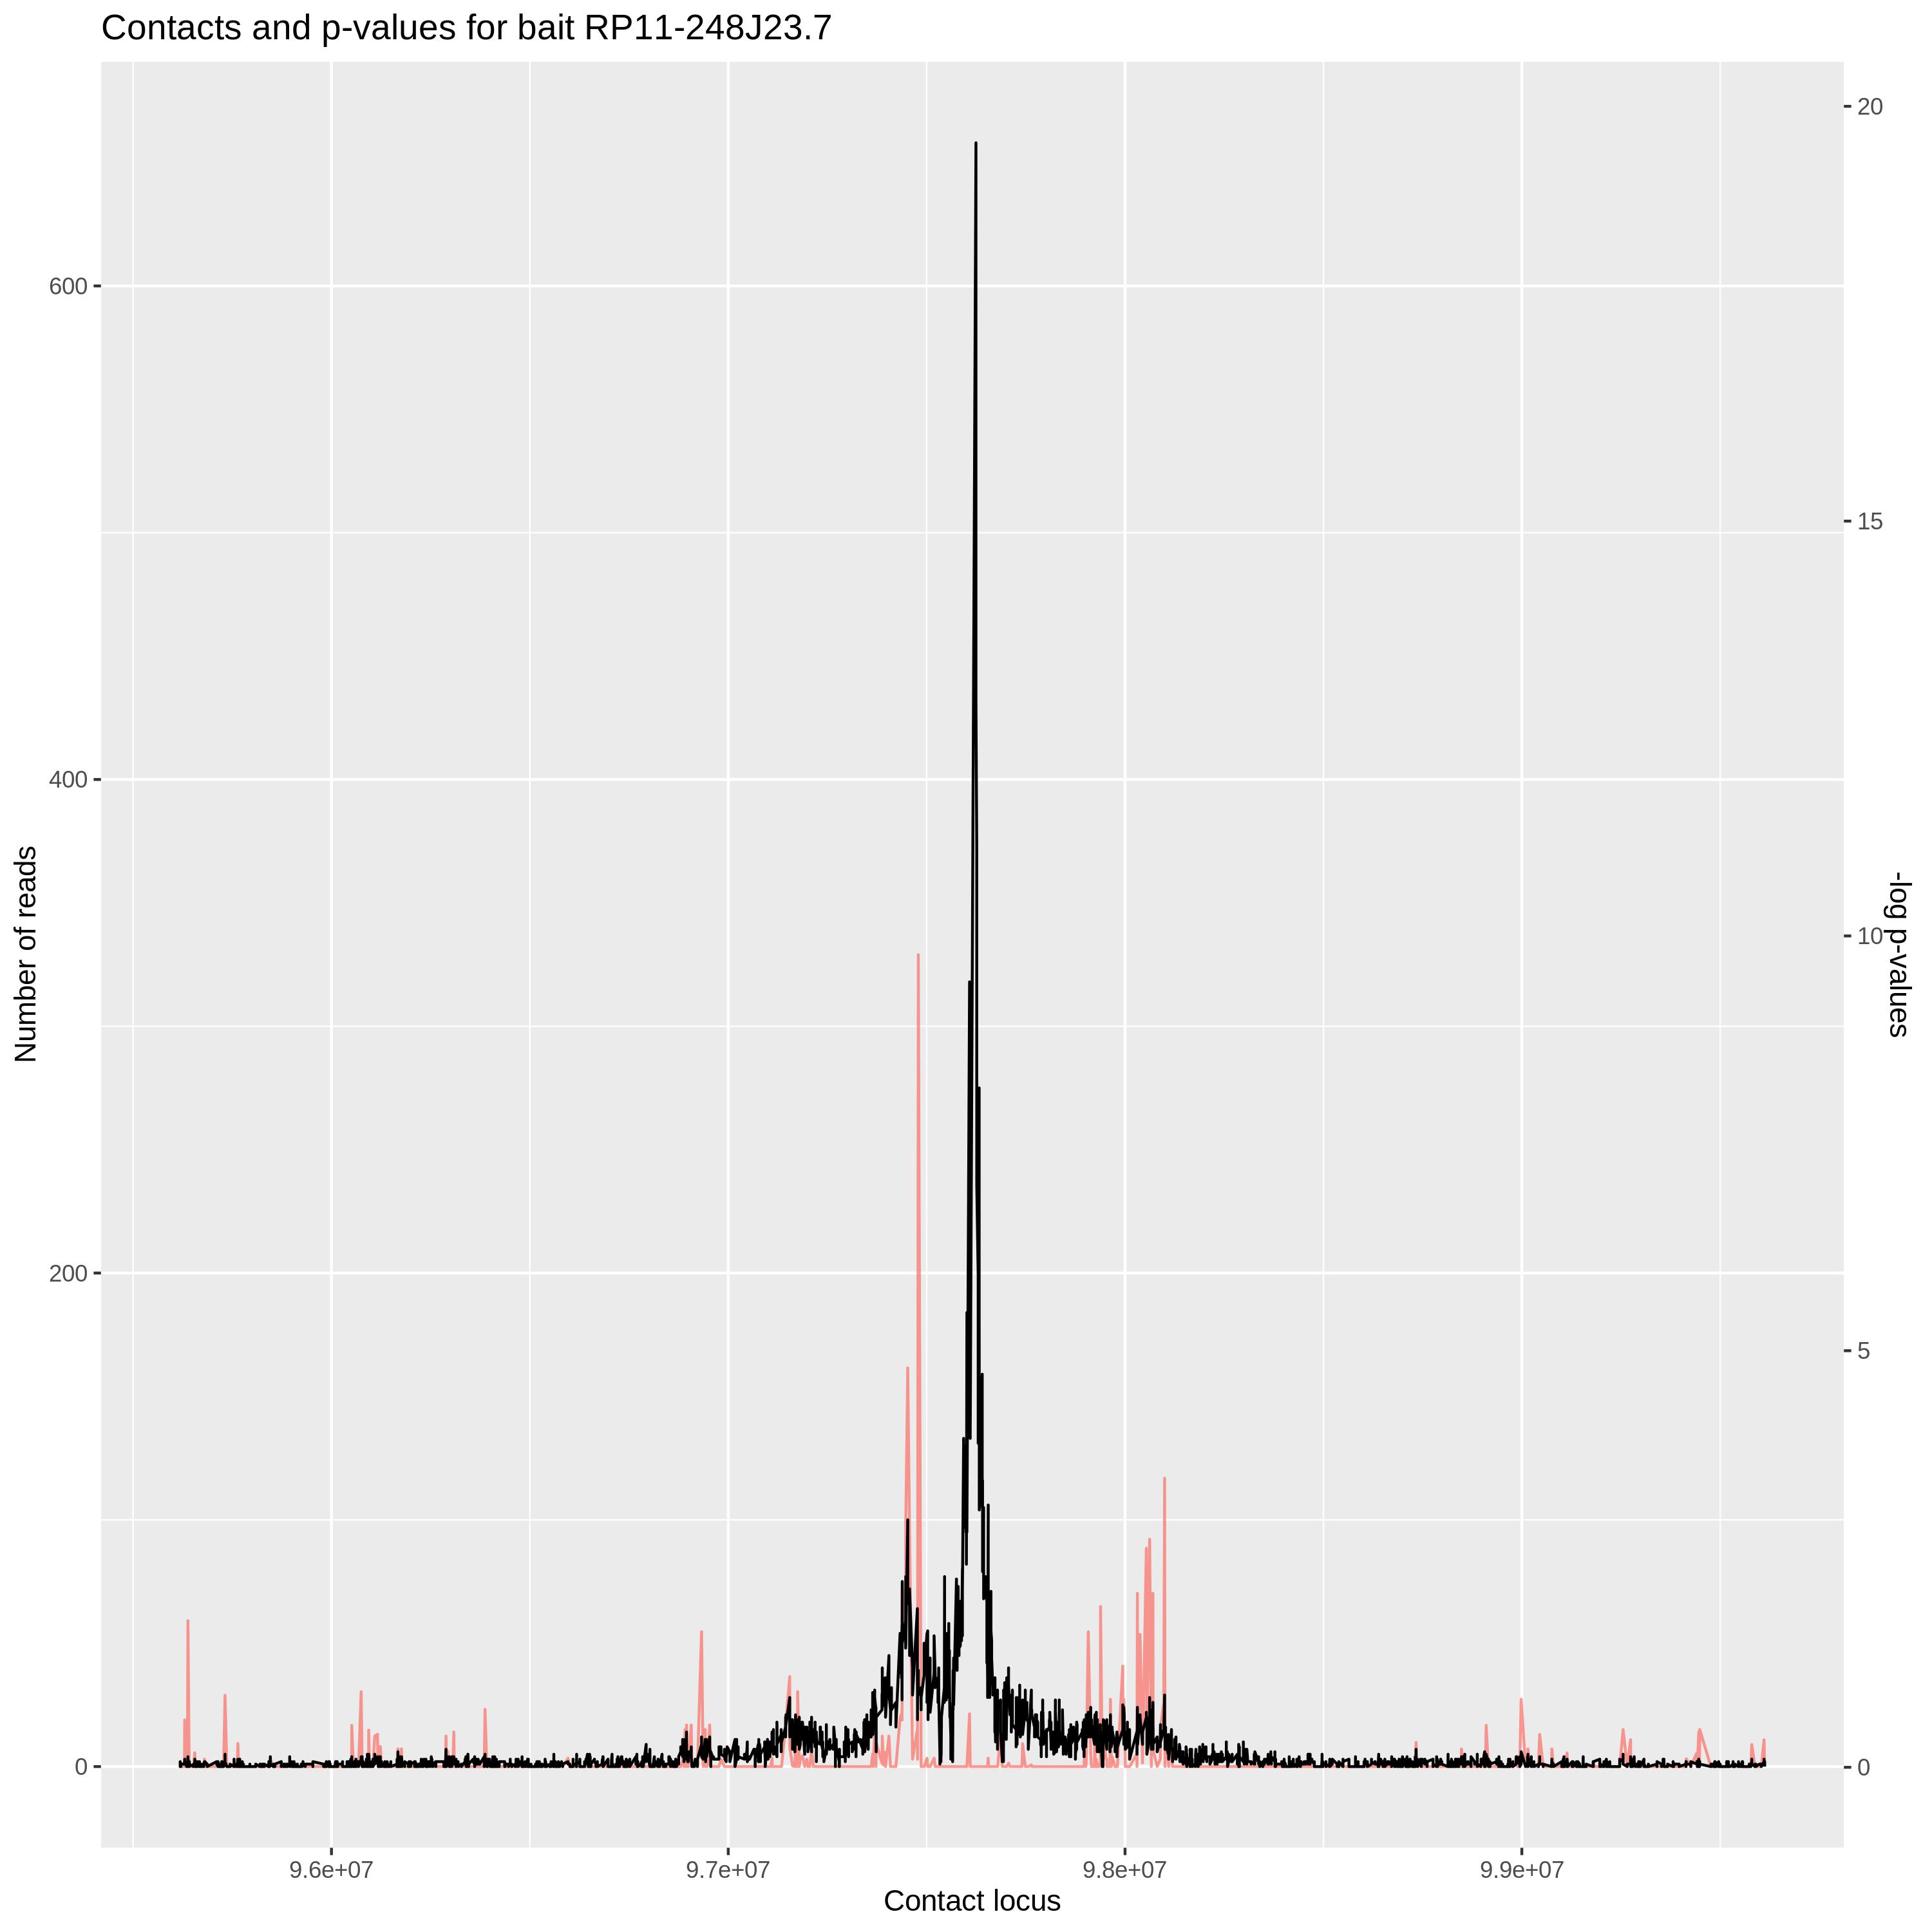 Contacts and p-values for bait RP11-248J23.7
Number of reads
600
400
200
0
20
15
10
5
0
-log p-values
9.6e+07 9.7e+07 9.8e+07 9.9e+07
Contact locus